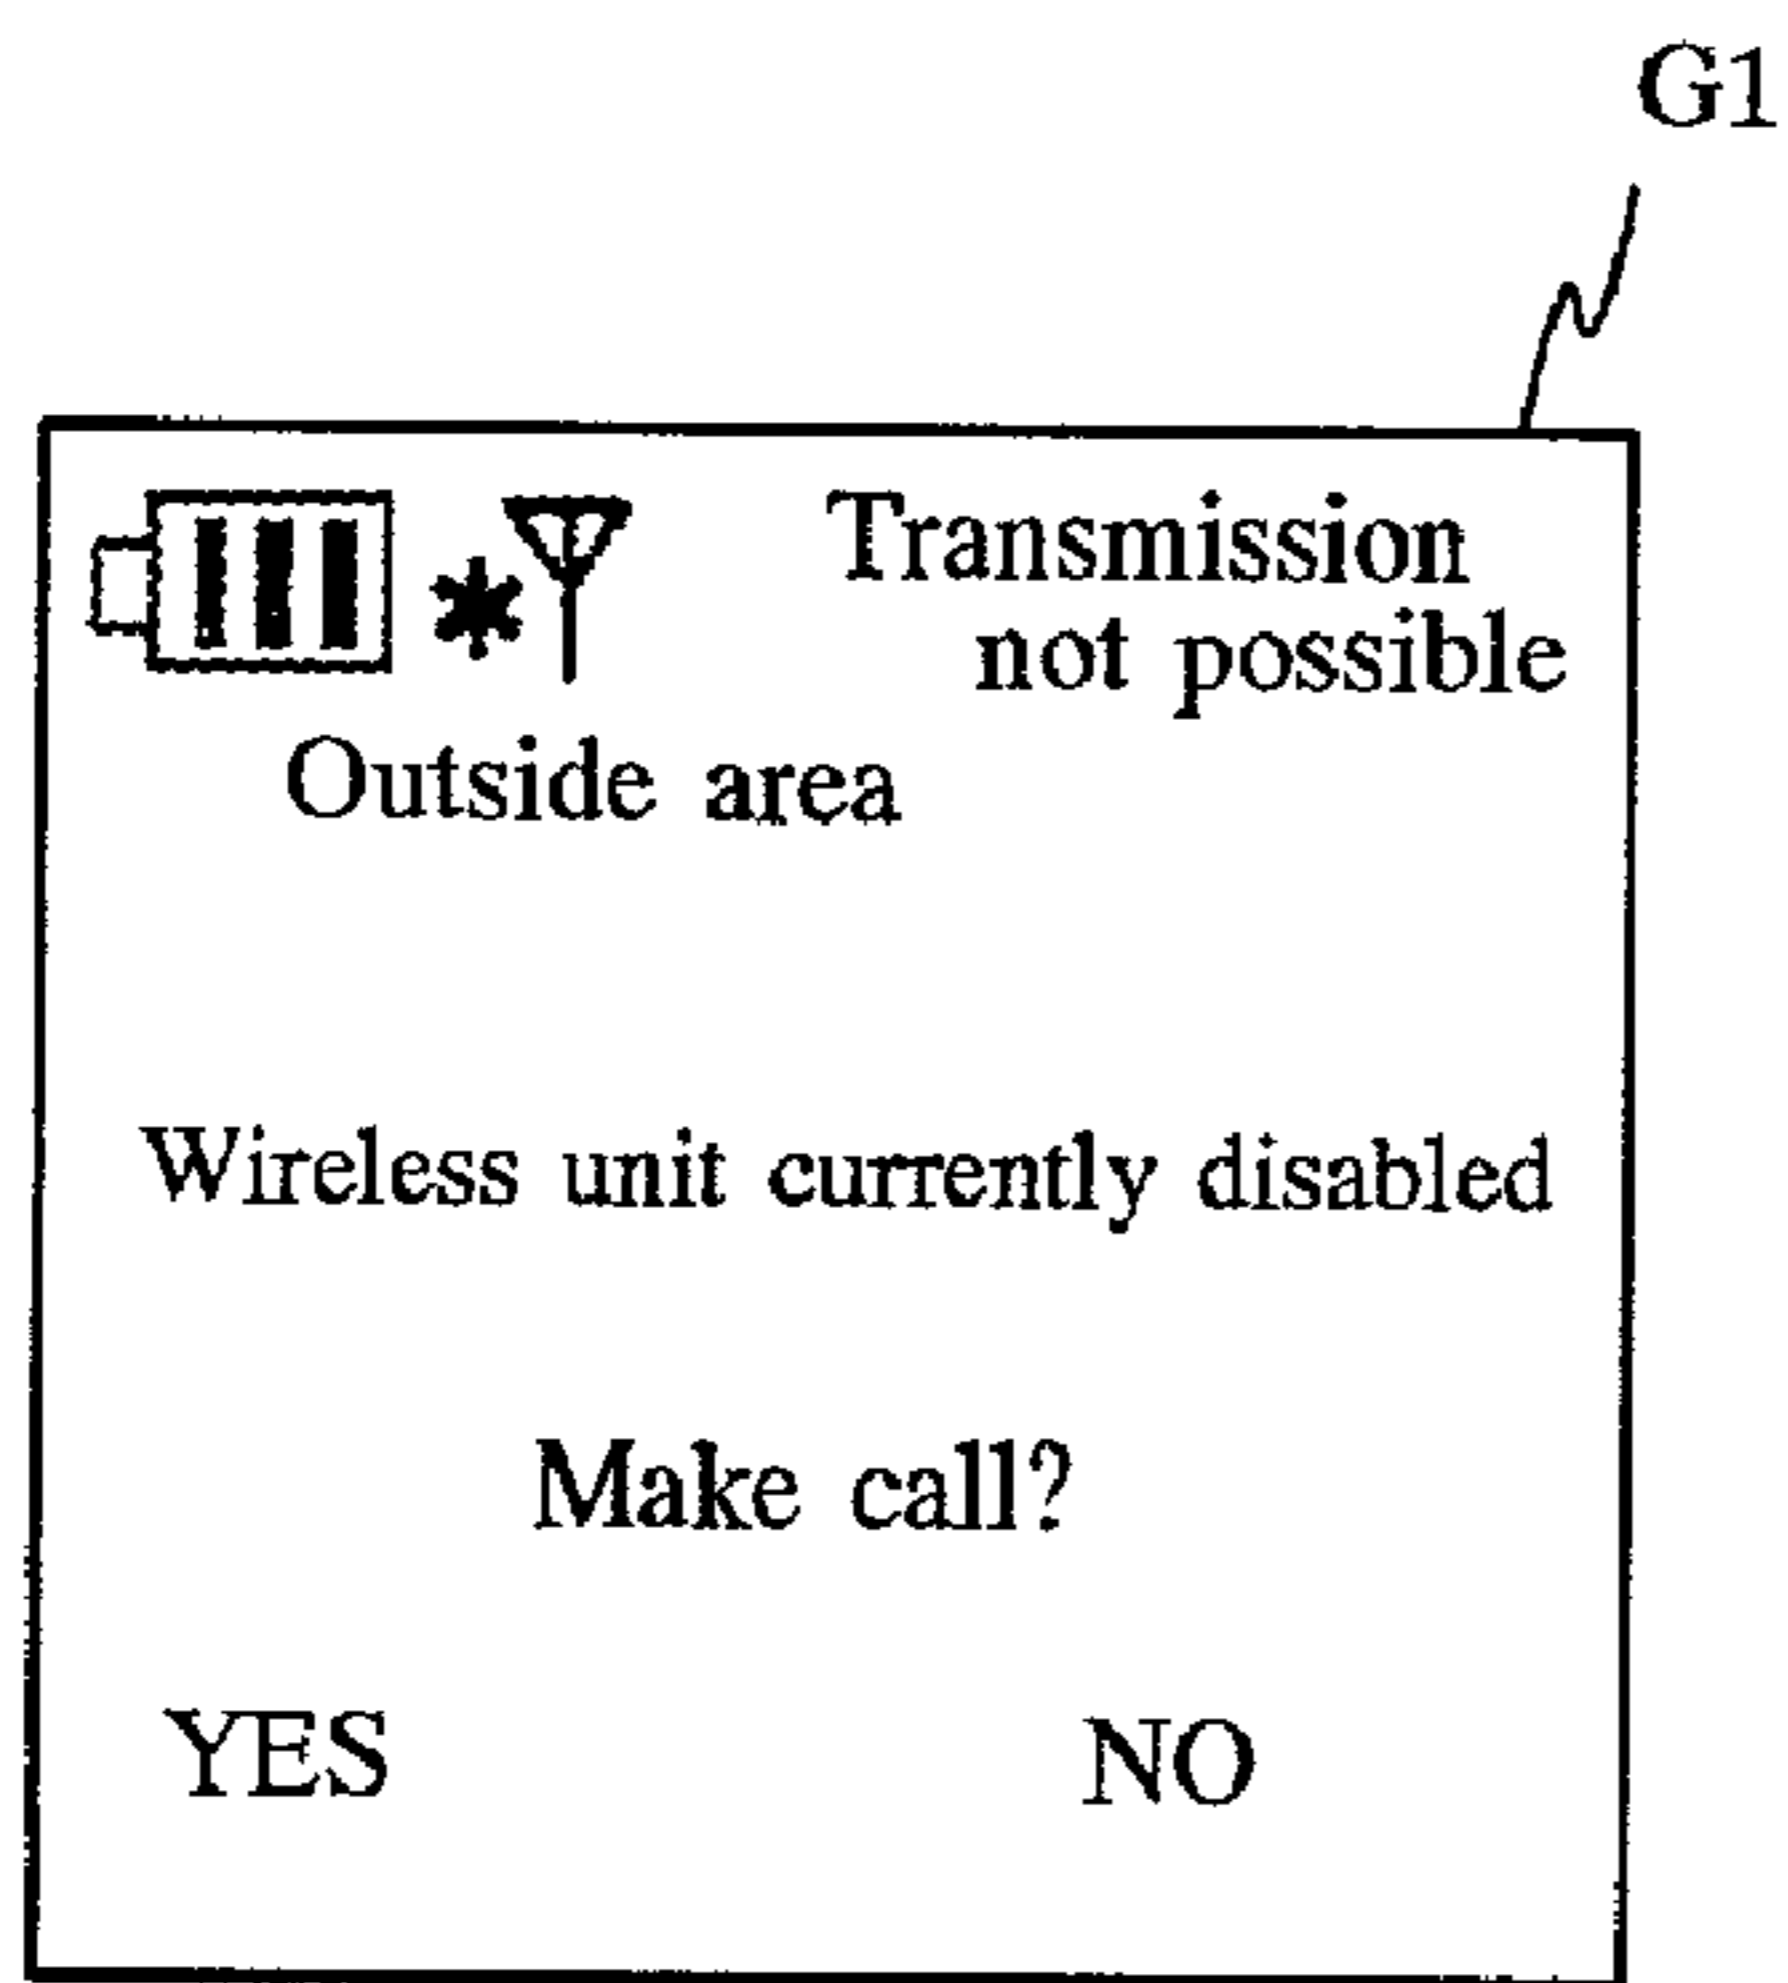 G1
Transmission
not possible
Outside area
Wireless unit currently disabled
Make call?
YES NO